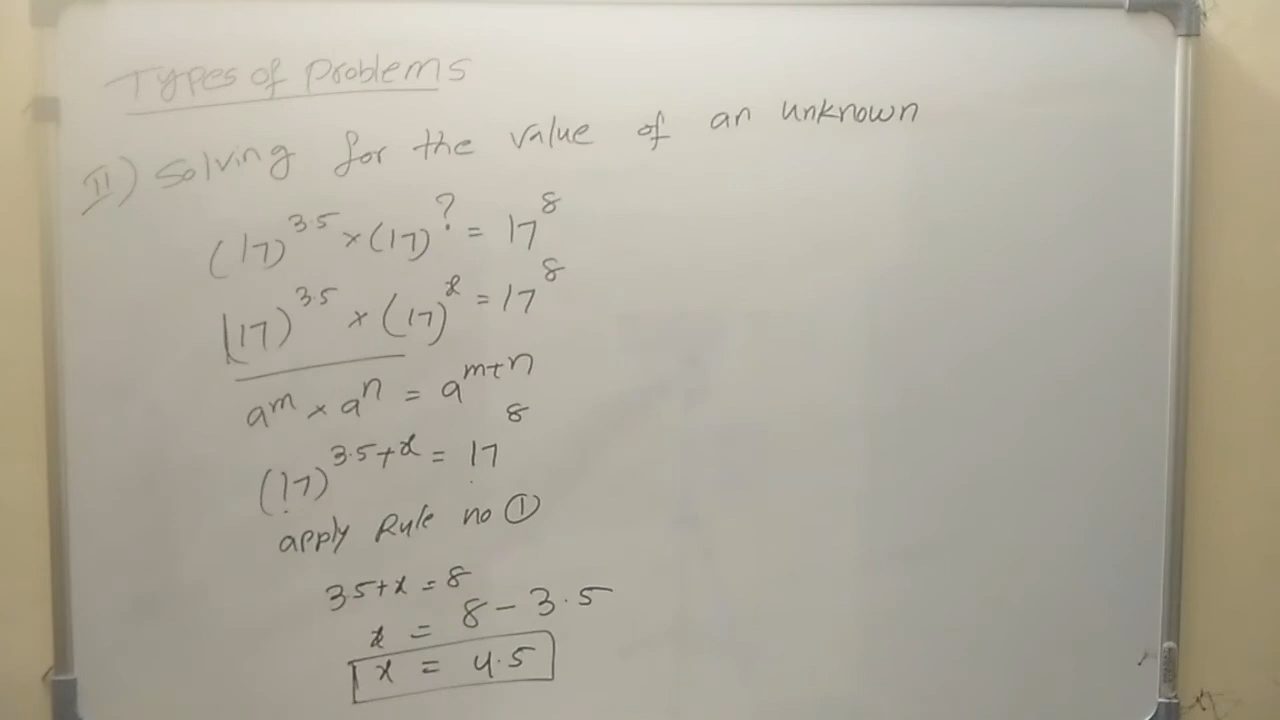 Types of Problems
II) Solving for the value of an unknown
(17)^3.5 × (17)^? = 17^8
(17)^3.5 × (17)^x = 17^8
a^m × a^n = a^m+n
(17)^3.5+x = 17^8
apply Rule no ①
3.5+x = 8
x = 8 - 3.5
x = 4.5